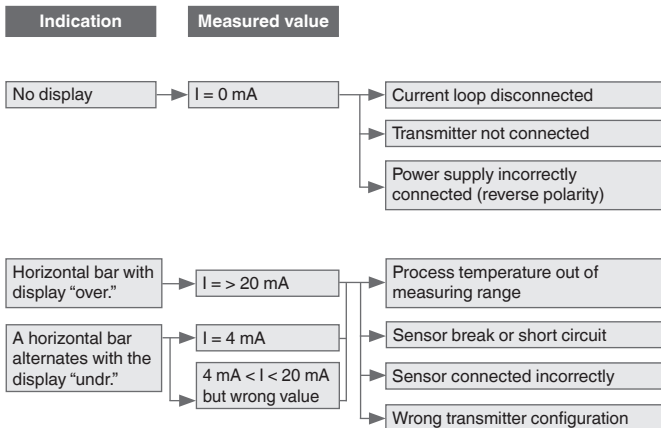 Indication
Measured value
No display
I = 0 mA
Current loop disconnected
Transmitter not connected
Power supply incorrectly
connected (reverse polarity)
Horizontal bar with
display “over.”
I = > 20 mA
Process temperature out of
measuring range
A horizontal bar
alternates with the
display “undr.”
I = 4 mA
4 mA < I < 20 mA
but wrong value
Sensor break or short circuit
Sensor connected incorrectly
Wrong transmitter configuration